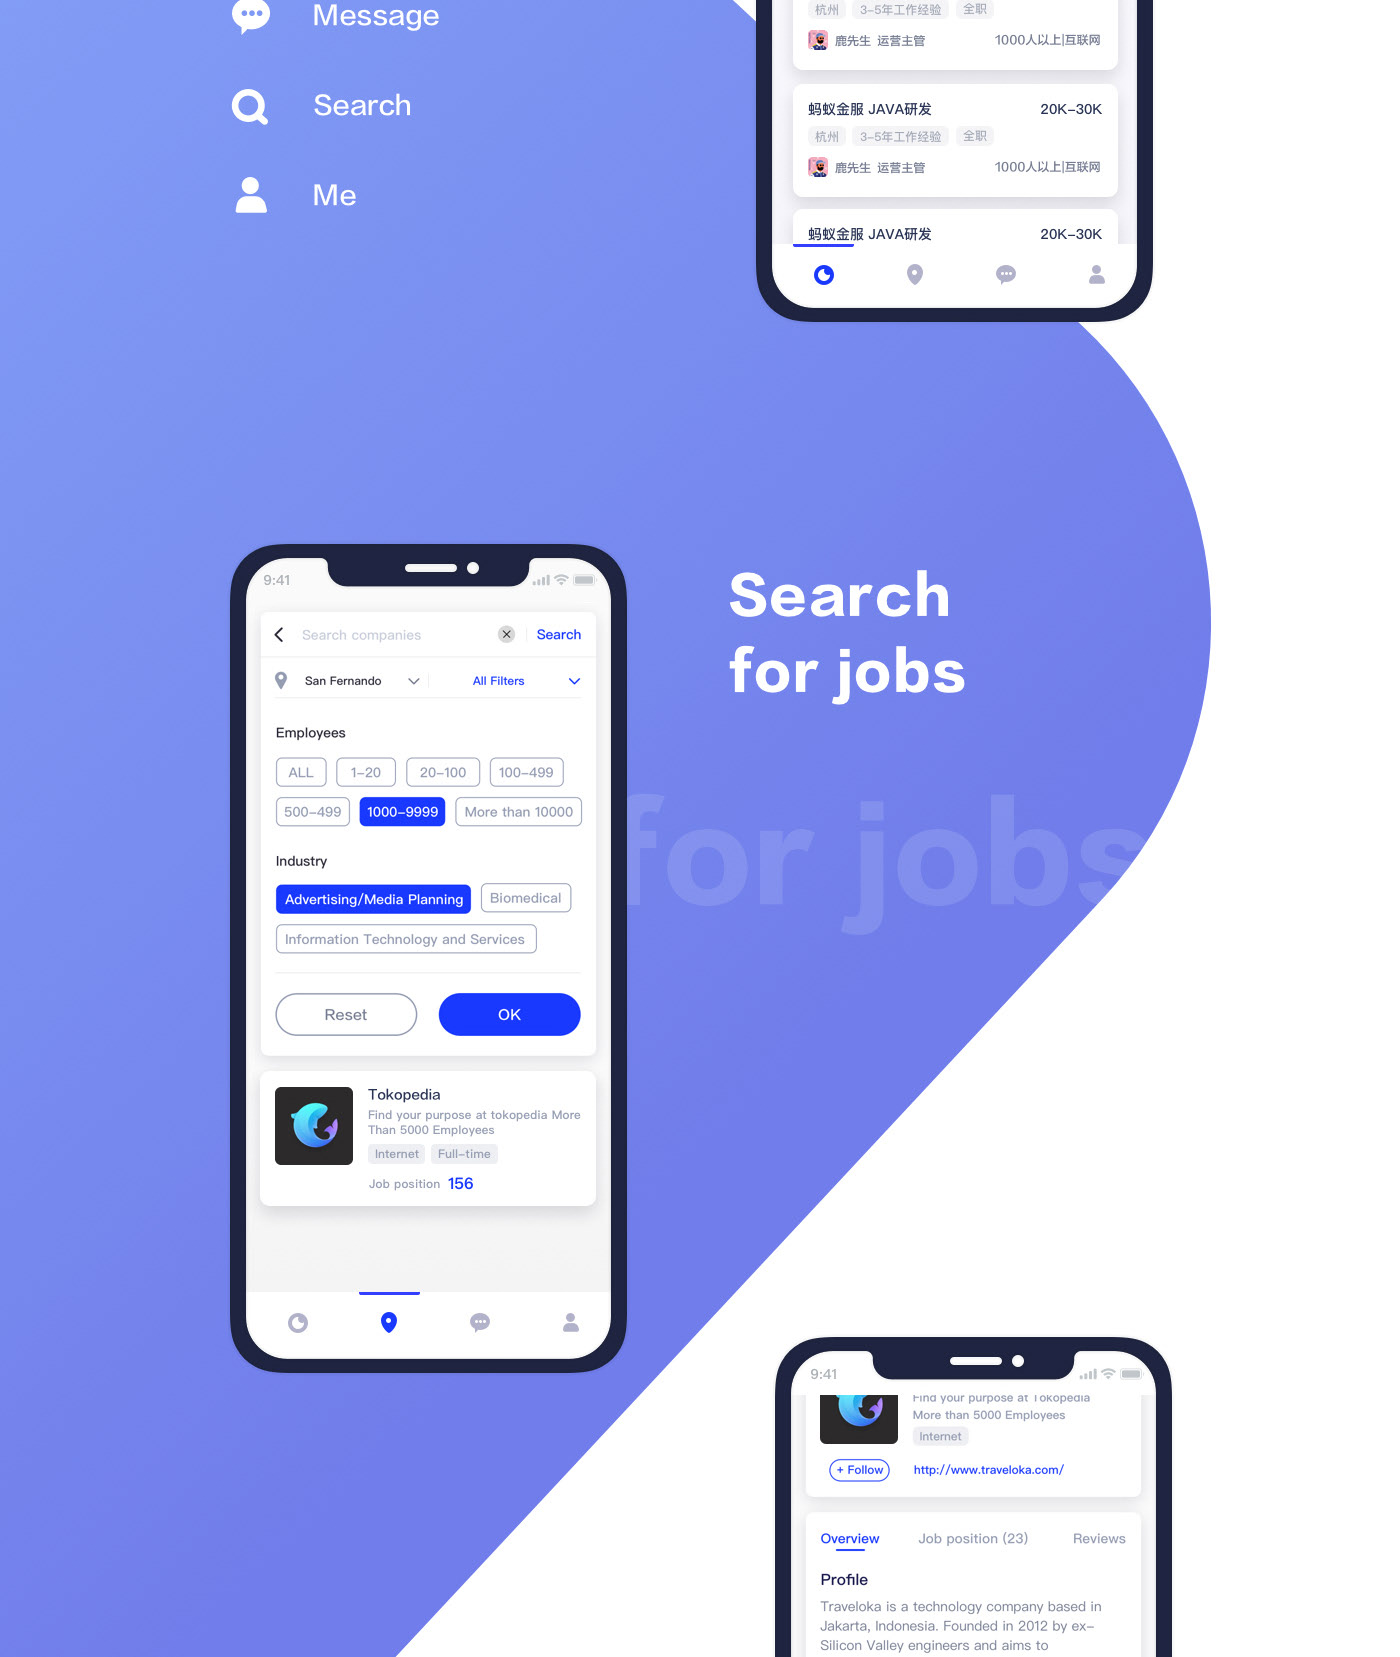 Message
Search
Me
杭州 3-5年工作经验 全职
鹿先生 运营主管 1000人以上|互联网
蚂蚁金服 JAVA研发 20K-30K
杭州 3-5年工作经验 全职
鹿先生 运营主管 1000人以上|互联网
蚂蚁金服 JAVA研发 20K-30K
Search
for jobs
for jobs
9:41
Search companies Search
San Fernando All Filters
Employees
ALL 1-20 20-100 100-499
500-499 1000-9999 More than 10000
Industry
Advertising/Media Planning Biomedical
Information Technology and Services
Reset OK
Tokopedia
Find your purpose at tokopedia More
Than 5000 Employees
Internet Full-time
Job position 156
9:41
Find your purpose at Tokopedia
More than 5000 Employees
Internet
+ Follow http://www.traveloka.com/
Overview Job position (23) Reviews
Profile
Traveloka is a technology company based in
Jakarta, Indonesia. Founded in 2012 by ex-
Silicon Valley engineers and aims to